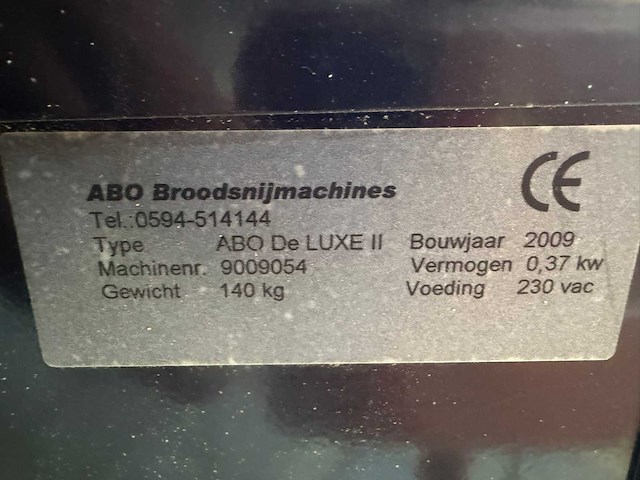 ABO Broodsnijmachines CE
Tel.:0594-514144
Type ABO De LUXE II Bouwjaar 2009
Machinenr. 9009054 Vermogen 0,37 kw
Gewicht 140 kg Voeding 230 vac